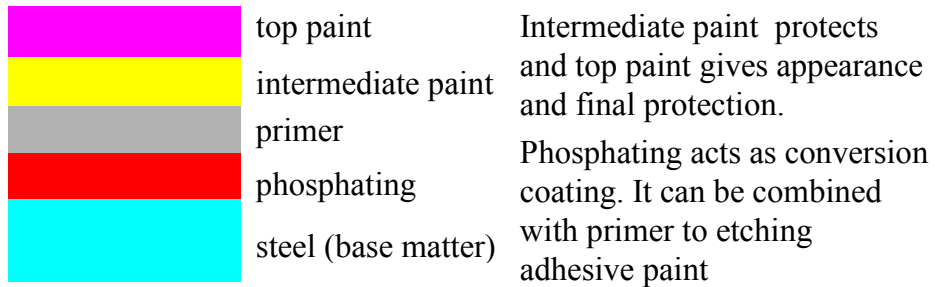 top paint
intermediate paint
primer
phosphating
steel (base matter)
Intermediate paint protects
and top paint gives appearance
and final protection.
Phosphating acts as conversion
coating. It can be combined
with primer to etching
adhesive paint